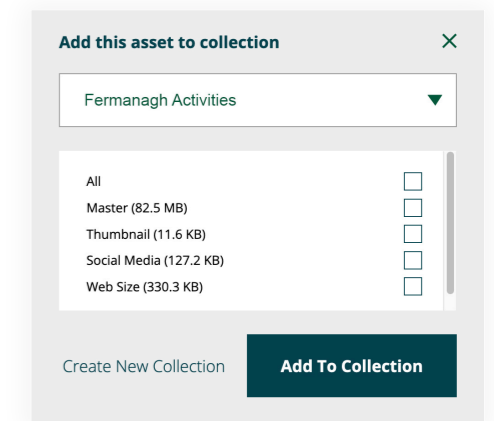 Add this asset to collection
Fermanagh Activities
All
Master (82.5 MB)
Thumbnail (11.6 KB)
Social Media (127.2 KB)
Web Size (330.3 KB)
Create New Collection
Add To Collection